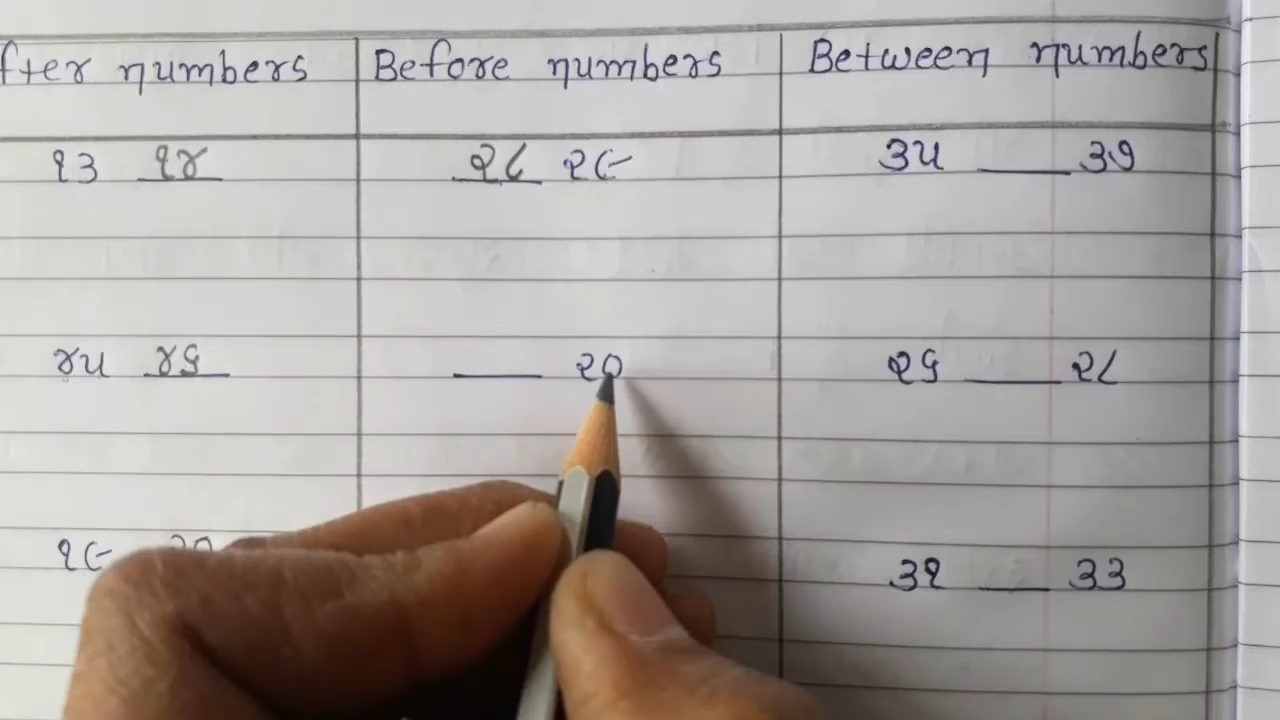 fter numbers Before numbers Between numbers
૧૩ ૧૪ ૨૮ ૨૯ ૩૫ ___ ૩૭
૪૫ ૪૬ ___ ૨૦ ૨૬ ___ ૨૮
૧૯ ૨૦ ૩૧ ___ ૩૩